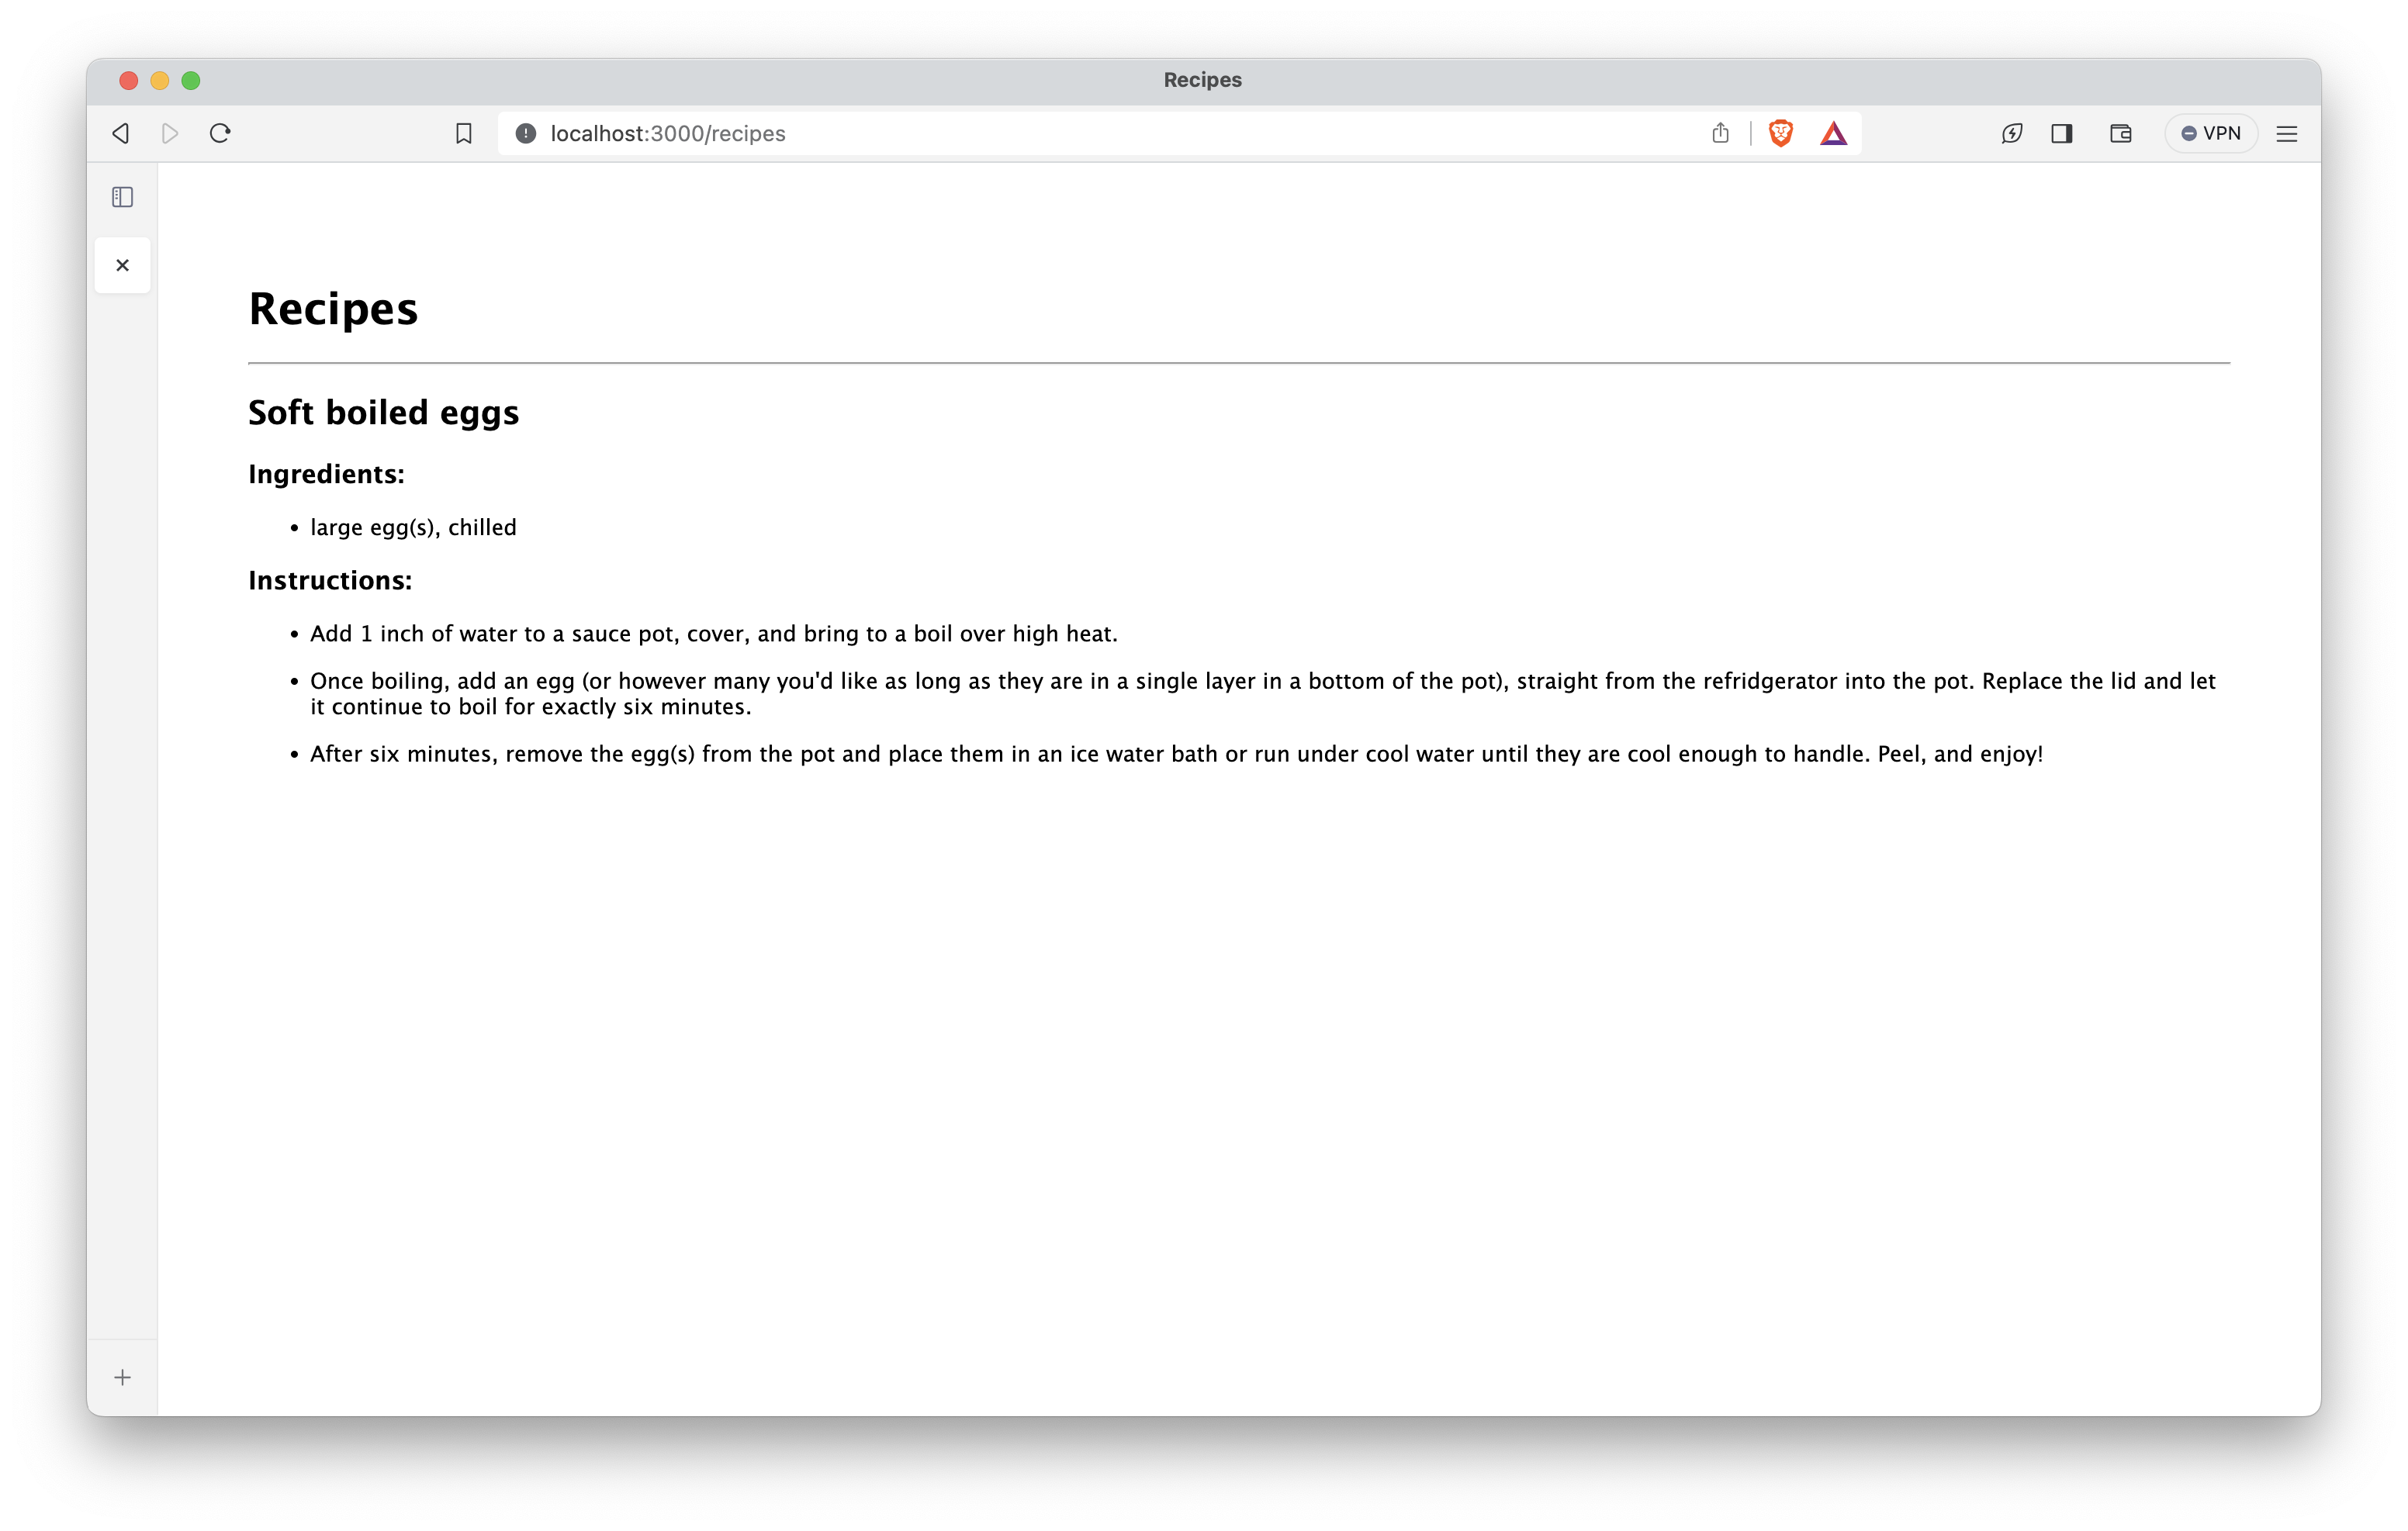 Recipes
localhost:3000/recipes
VPN
Recipes
Soft boiled eggs
Ingredients:
• large egg(s), chilled
Instructions:
• Add 1 inch of water to a sauce pot, cover, and bring to a boil over high heat.
• Once boiling, add an egg (or however many you'd like as long as they are in a single layer in a bottom of the pot), straight from the refridgerator into the pot. Replace the lid and let
it continue to boil for exactly six minutes.
• After six minutes, remove the egg(s) from the pot and place them in an ice water bath or run under cool water until they are cool enough to handle. Peel, and enjoy!